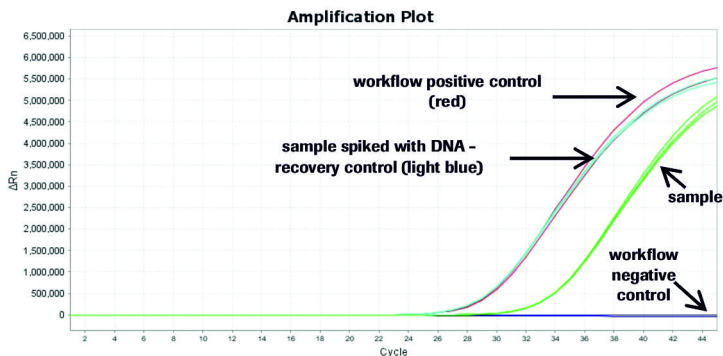 Amplification Plot
6,500,000
6,000,000
5,500,000
5,000,000
4,500,000
4,000,000
3,500,000
3,000,000
2,500,000
2,000,000
1,500,000
1,000,000
500,000
0
ΔRn
workflow positive control
(red)
sample spiked with DNA –
recovery control (light blue)
sample
workflow
negative
control
2 4 6 8 10 12 14 16 18 20 22 24 26 28 30 32 34 36 38 40 42 44
Cycle